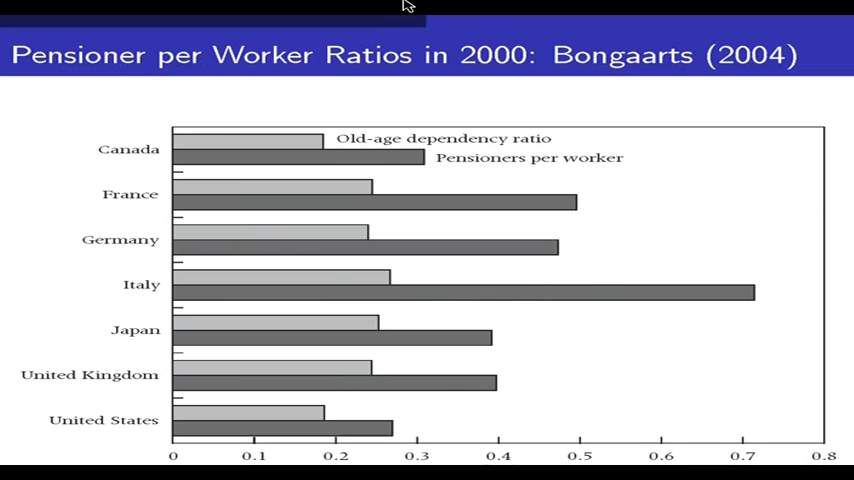 Pensioner per Worker Ratios in 2000: Bongaarts (2004)
Old-age dependency ratio
Canada
Pensioners per worker
France
Germany
Italy
Japan
United Kingdom
United States
0 0.1 0.2 0.3 0.4 0.5 0.6 0.7 0.8